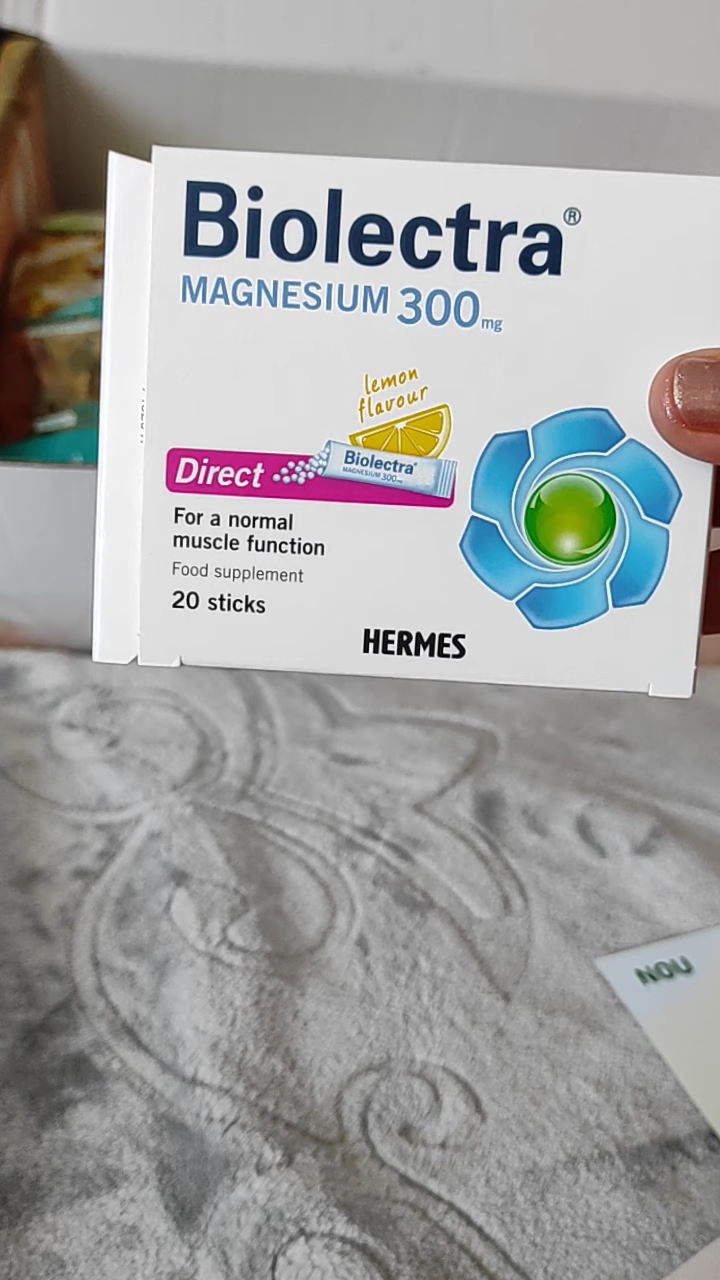 Biolectra®
MAGNESIUM 300mg
lemon
flavour
Direct
Biolectra®
MAGNESIUM 300mg
For a normal
muscle function
Food supplement
20 sticks
HERMES
NOU